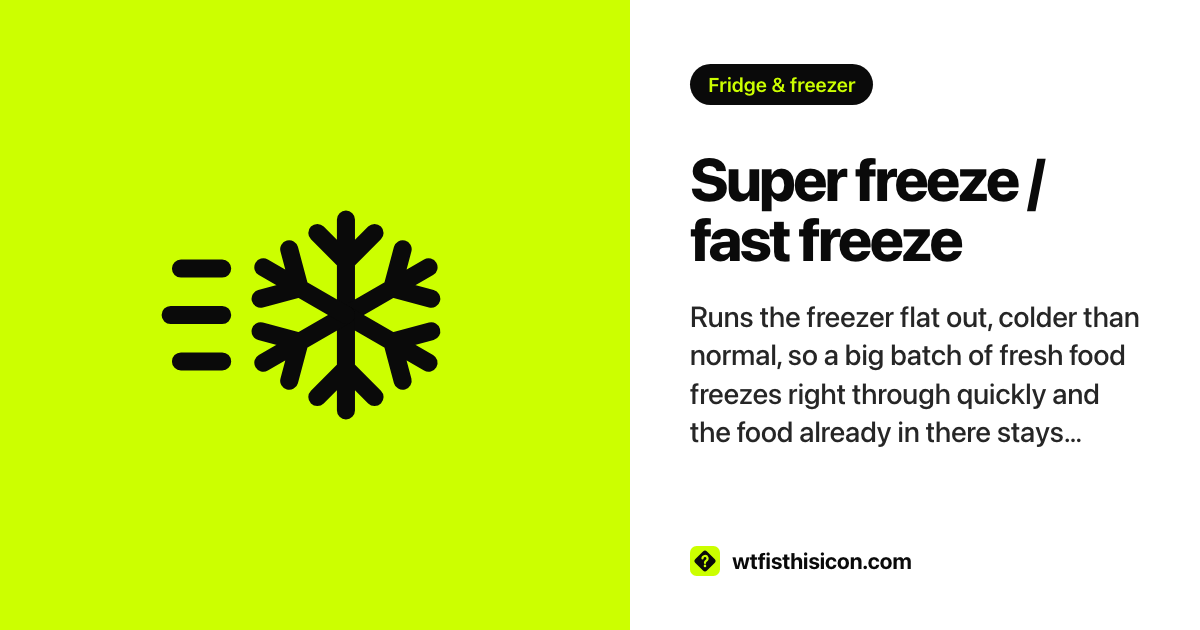 Fridge & freezer
Super freeze /
fast freeze
Runs the freezer flat out, colder than
normal, so a big batch of fresh food
freezes right through quickly and
the food already in there stays…
?
wtfisthisicon.com